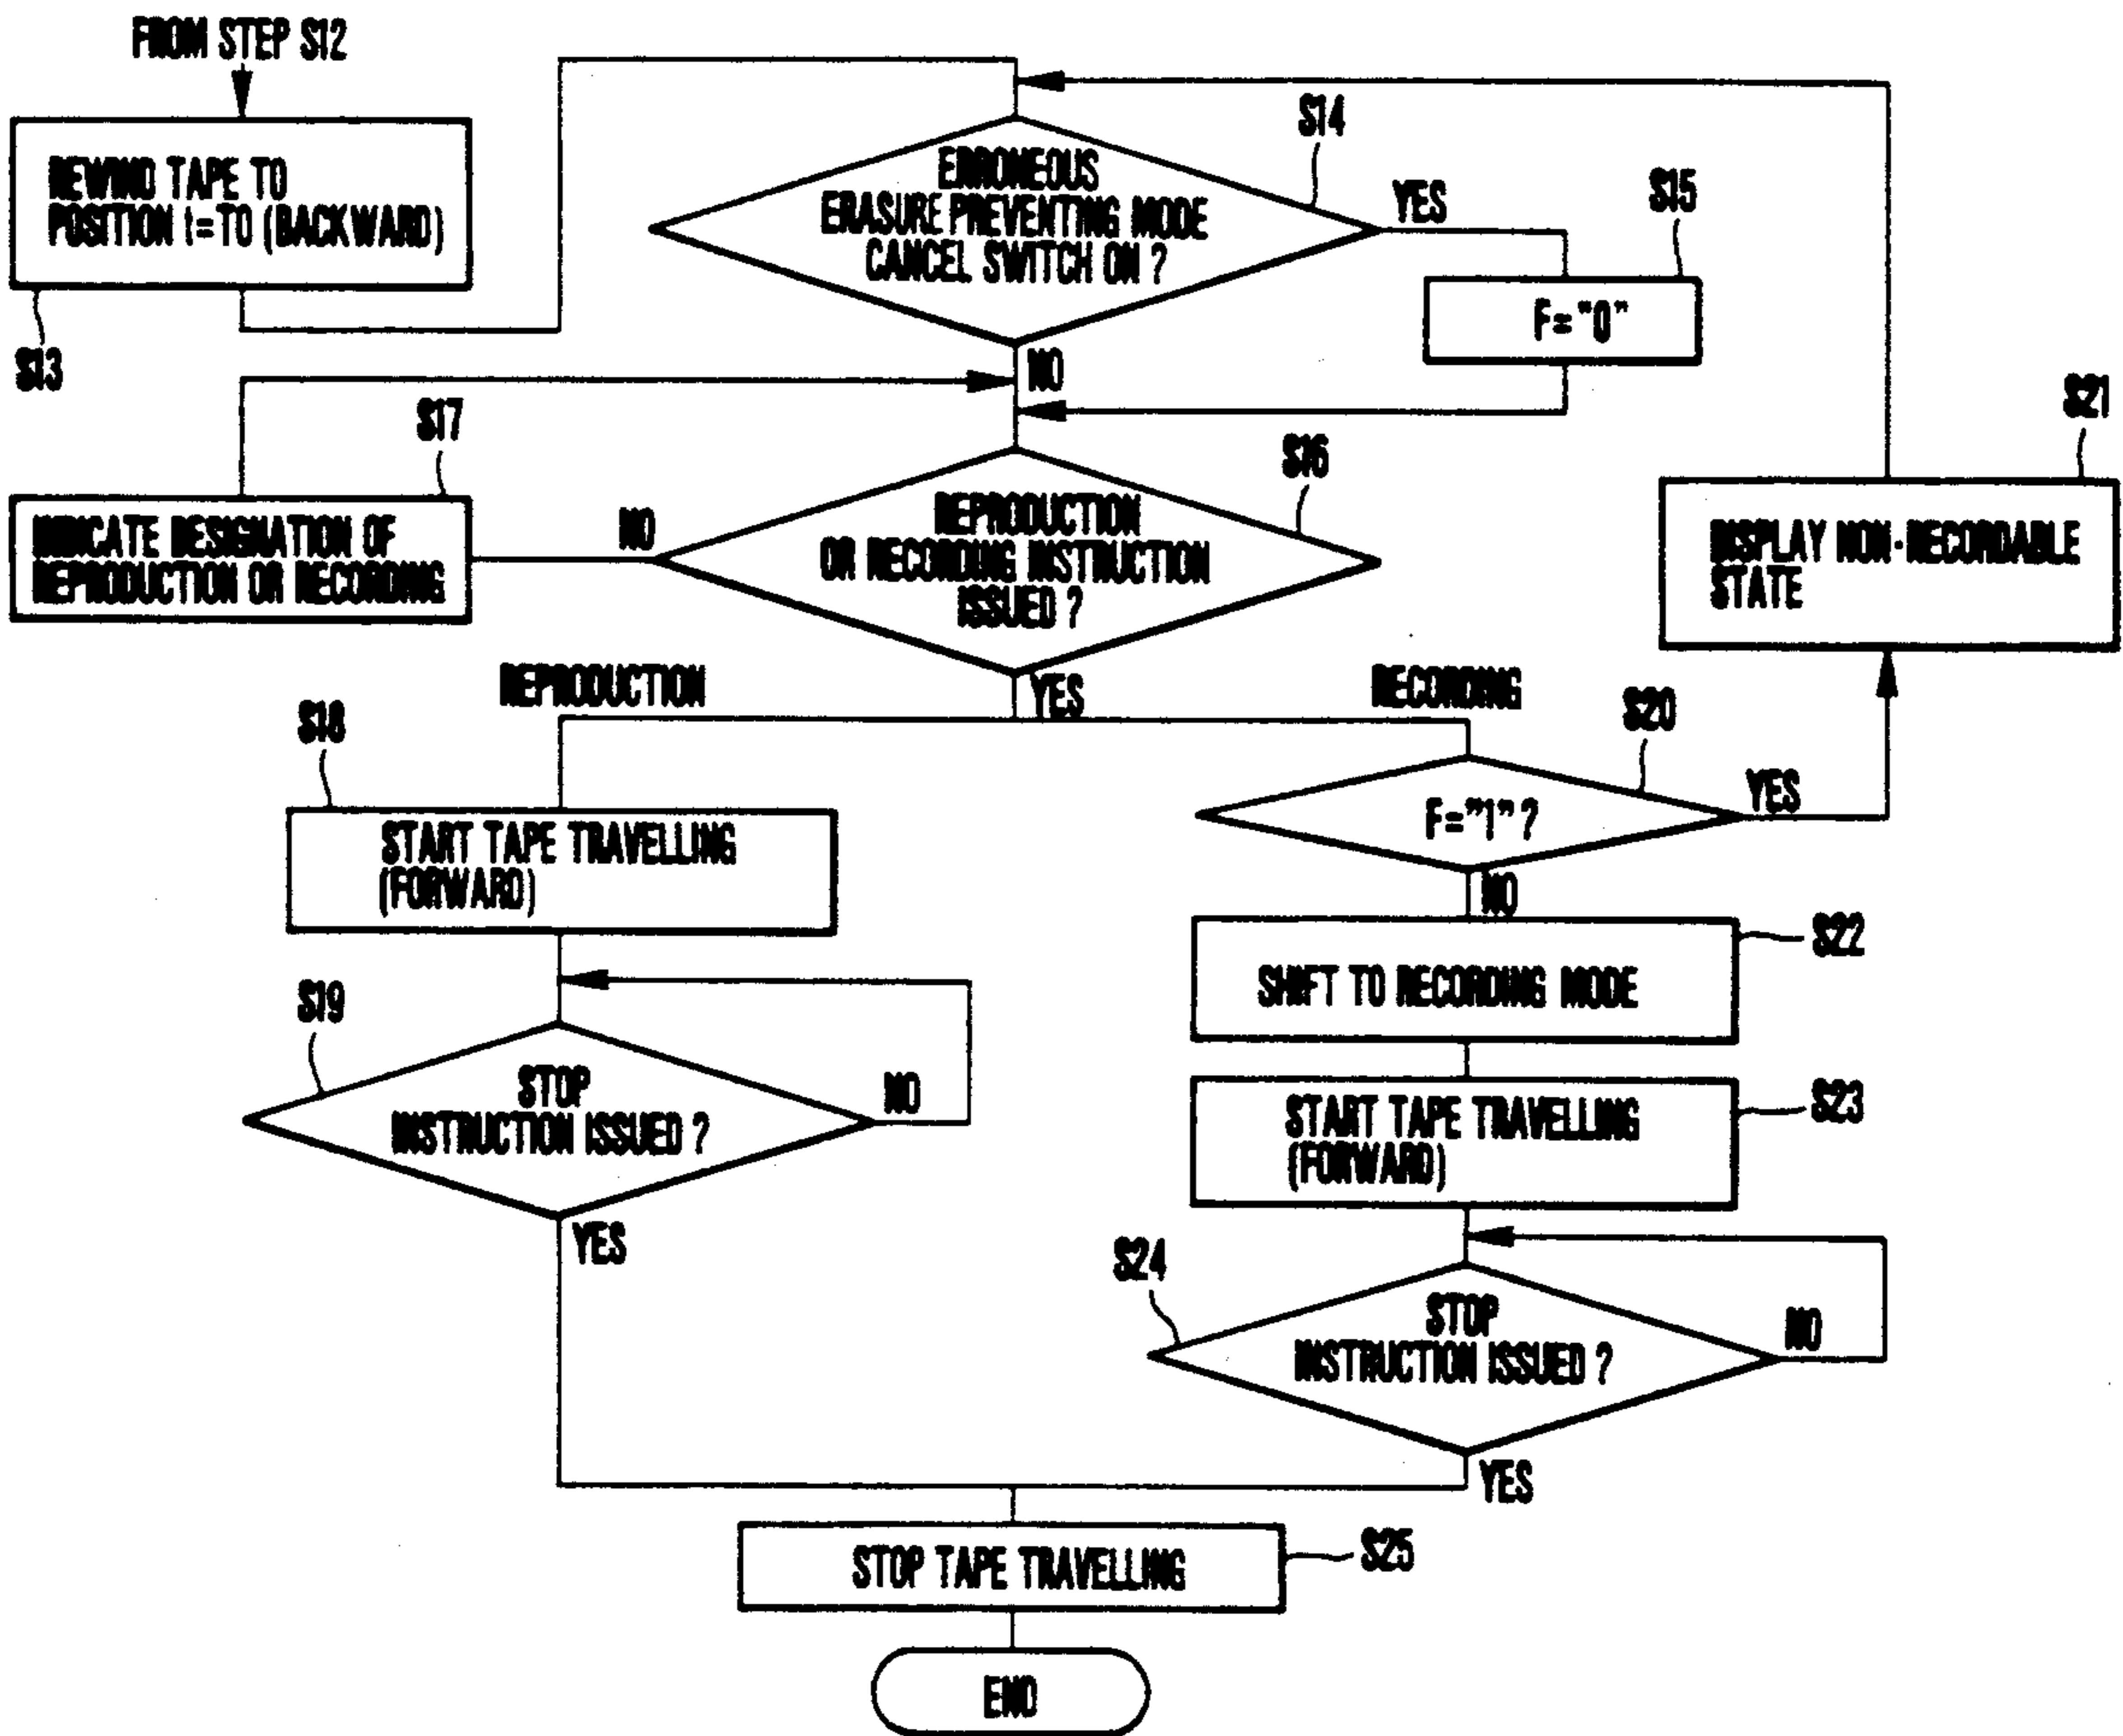 FROM STEP S12
REWIND TAPE TO
POSITION t=TO (BACKWARD)
S13
ERRONEOUS
ERASURE PREVENTING MODE
CANCEL SWITCH ON ?
S14
YES
S15
F="0"
NO
S17
INDICATE DESIGNATION OF
REPRODUCTION OR RECORDING
NO
REPRODUCTION
OR RECORDING INSTRUCTION
ISSUED ?
S16
S21
DISPLAY NON-RECORDABLE
STATE
REPRODUCTION
YES
RECORDING
S18
START TAPE TRAVELLING
(FORWARD)
S20
F="1" ?
YES
NO
S22
SHIFT TO RECORDING MODE
S19
STOP
INSTRUCTION ISSUED ?
NO
YES
S23
START TAPE TRAVELLING
(FORWARD)
S24
STOP
INSTRUCTION ISSUED ?
NO
YES
STOP TAPE TRAVELLING
S25
END